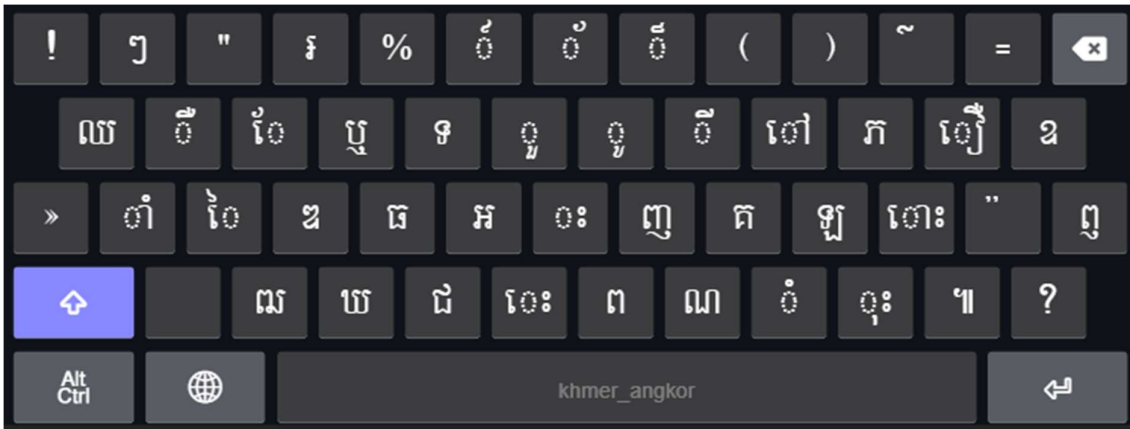 ! ៗ " ៛ % ៍ ័ ៏ ( ) ៎ =
ឈ ឺ ែ ឬ ទ ួ ូ ី ៅ ភ ឿ ឧ
» ាំ ៃ ឌ ធ អ ះ ញ គ ឡ ោះ ៉ ឮ
ឍ ឃ ជ េះ ព ណ ំ ុះ ៕ ?
Alt
Ctrl
khmer_angkor